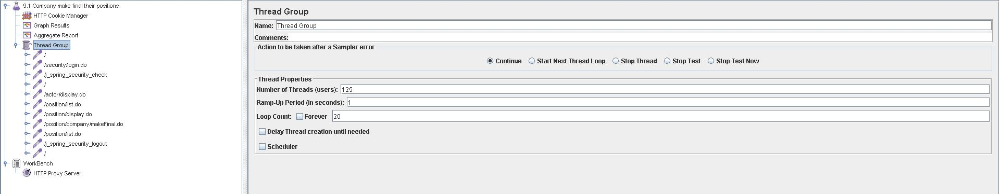 9.1 Company make final their positions
HTTP Cookie Manager
Graph Results
Aggregate Report
Thread Group
/
/security/login.do
/j_spring_security_check
/
/actor/display.do
/position/list.do
/position/display.do
/position/company/makeFinal.do
/position/list.do
/j_spring_security_logout
/
WorkBench
HTTP Proxy Server
Thread Group
Name: Thread Group
Comments:
Action to be taken after a Sampler error
Continue Start Next Thread Loop Stop Thread Stop Test Stop Test Now
Thread Properties
Number of Threads (users): 125
Ramp-Up Period (in seconds): 1
Loop Count: Forever 20
Delay Thread creation until needed
Scheduler